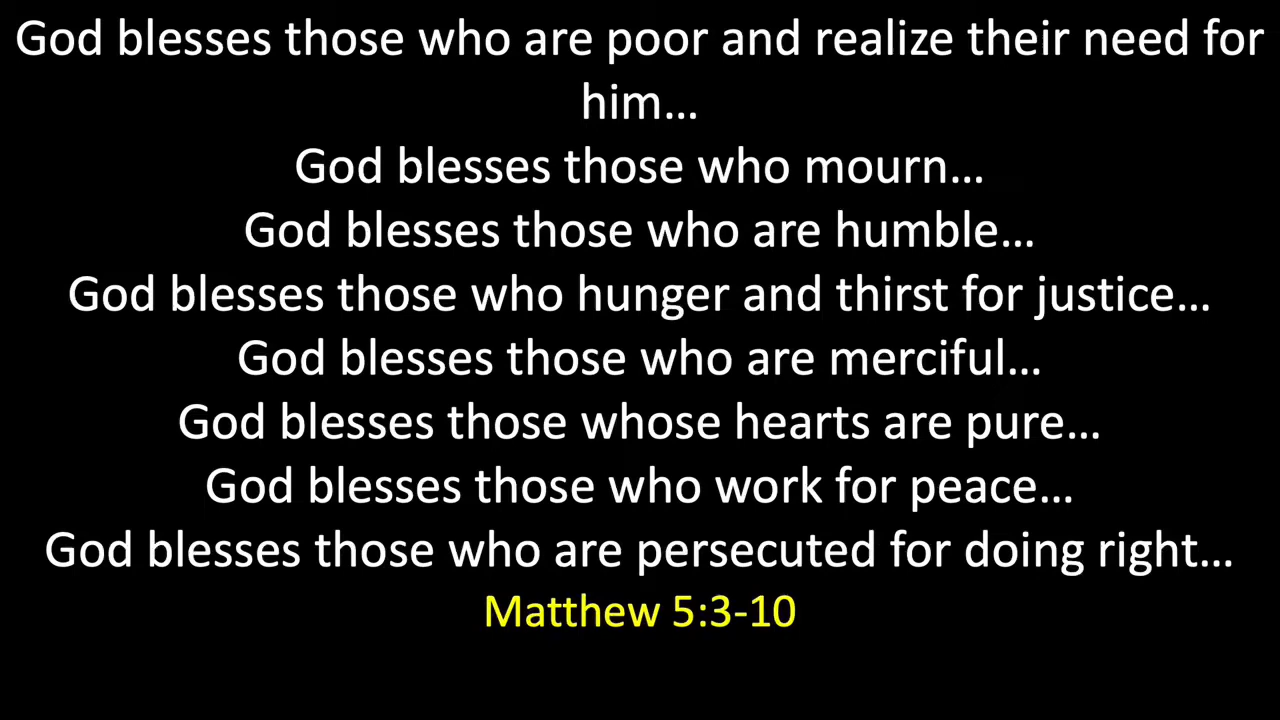 God blesses those who are poor and realize their need for
him…
God blesses those who mourn…
God blesses those who are humble…
God blesses those who hunger and thirst for justice…
God blesses those who are merciful…
God blesses those whose hearts are pure…
God blesses those who work for peace…
God blesses those who are persecuted for doing right…
Matthew 5:3-10